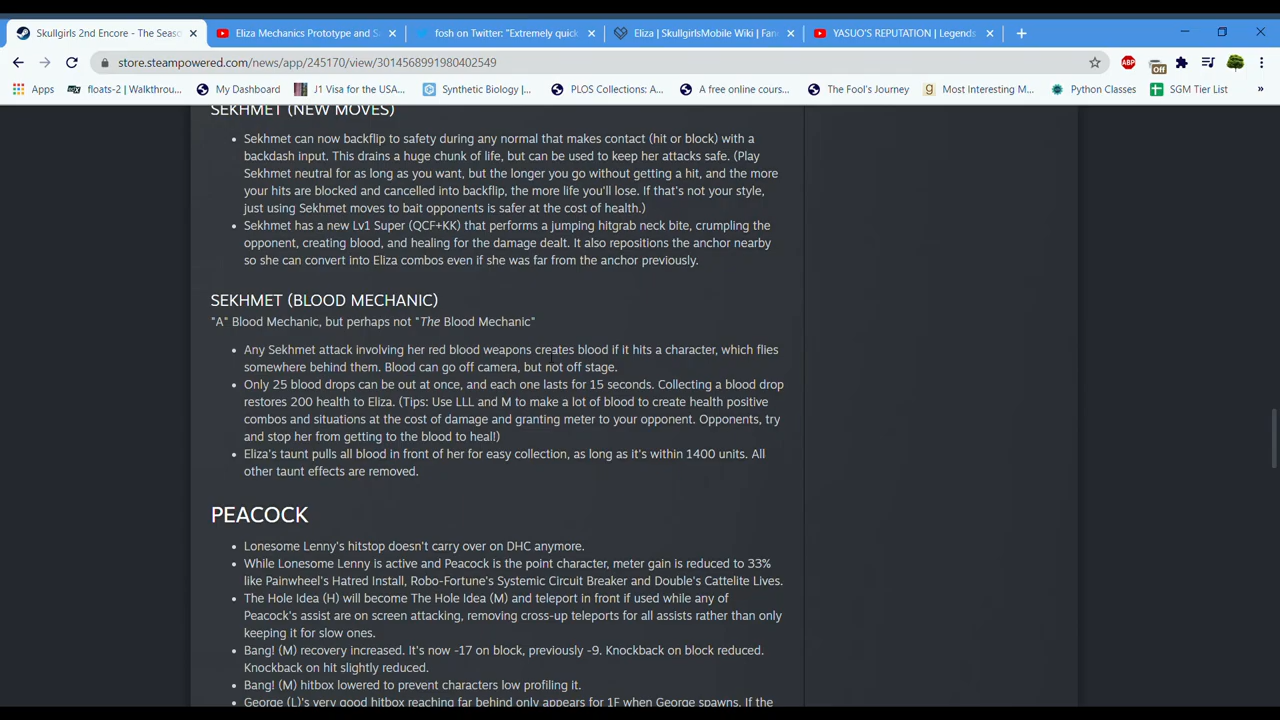 Skullgirls 2nd Encore - The Seaso
Eliza Mechanics Prototype and S
fosh on Twitter: "Extremely quick
Eliza | SkullgirlsMobile Wiki | Fan
YASUO'S REPUTATION | Legends
store.steampowered.com/news/app/245170/view/3014568981980402549
ABP
Off
Apps
floats-2 | Walkthrou...
My Dashboard
J1 Visa for the USA...
Synthetic Biology |...
PLOS Collections: A...
A free online cours...
The Fool's Journey
Most Interesting M...
Python Classes
SGM Tier List
»
SEKHMET (NEW MOVES)
• Sekhmet can now backflip to safety during any normal that makes contact (hit or block) with a
backdash input. This drains a huge chunk of life, but can be used to keep her attacks safe. (Play
Sekhmet neutral for as long as you want, but the longer you go without getting a hit, and the more
your hits are blocked and cancelled into backflip, the more life you'll lose. If that's not your style,
just using Sekhmet moves to bait opponents is safer at the cost of health.)
• Sekhmet has a new Lv1 Super (QCF+KK) that performs a jumping hitgrab neck bite, crumpling the
opponent, creating blood, and healing for the damage dealt. It also repositions the anchor nearby
so she can convert into Eliza combos even if she was far from the anchor previously.
SEKHMET (BLOOD MECHANIC)
"A" Blood Mechanic, but perhaps not "The Blood Mechanic"
• Any Sekhmet attack involving her red blood weapons creates blood if it hits a character, which flies
somewhere behind them. Blood can go off camera, but not off stage.
• Only 25 blood drops can be out at once, and each one lasts for 15 seconds. Collecting a blood drop
restores 200 health to Eliza. (Tips: Use LLL and M to make a lot of blood to create health positive
combos and situations at the cost of damage and granting meter to your opponent. Opponents, try
and stop her from getting to the blood to heal!)
• Eliza's taunt pulls all blood in front of her for easy collection, as long as it's within 1400 units. All
other taunt effects are removed.
PEACOCK
• Lonesome Lenny's hitstop doesn't carry over on DHC anymore.
• While Lonesome Lenny is active and Peacock is the point character, meter gain is reduced to 33%
like Painwheel's Hatred Install, Robo-Fortune's Systemic Circuit Breaker and Double's Cattelite Lives.
• The Hole Idea (H) will become The Hole Idea (M) and teleport in front if used while any of
Peacock's assist are on screen attacking, removing cross-up teleports for all assists rather than only
keeping it for slow ones.
• Bang! (M) recovery increased. It's now -17 on block, previously -9. Knockback on block reduced.
Knockback on hit slightly reduced.
• Bang! (M) hitbox lowered to prevent characters low profiling it.
• George (L)'s very good hitbox reaching far behind only appears for 1F when George spawns. If the